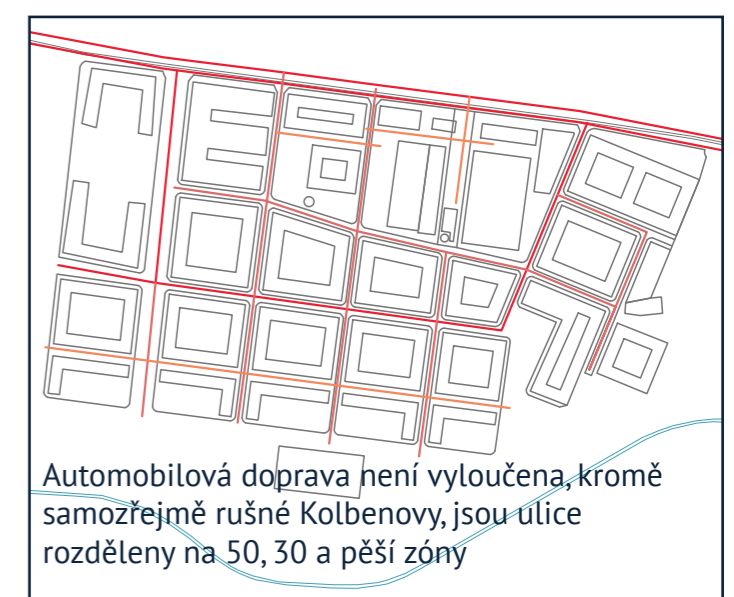 Automobilová doprava není vyloučena, kromě
samozřejmě rušné Kolbenovy, jsou ulice
rozděleny na 50, 30 a pěší zóny